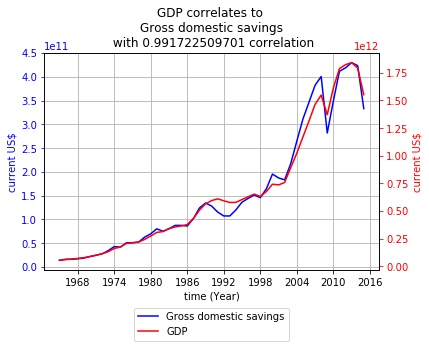 GDP correlates to
Gross domestic savings
with 0.991722509701 correlation
1e11
1e12
4.5
4.0
3.5
3.0
2.5
2.0
1.5
1.0
0.5
0.0
current US$
1.75
1.50
1.25
1.00
0.75
0.50
0.25
0.00
current US$
1968 1974 1980 1986 1992 1998 2004 2010 2016
time (Year)
Gross domestic savings
GDP